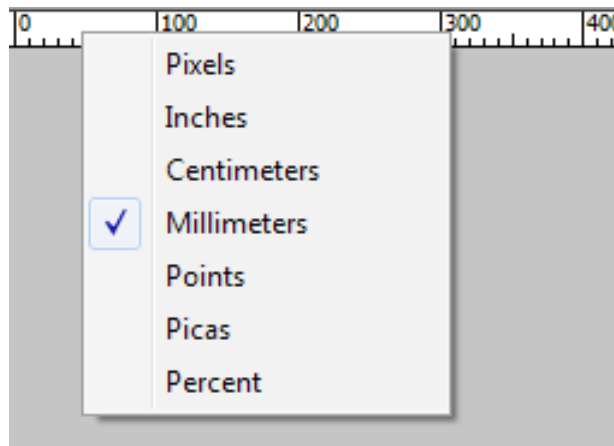 0 100 200 300 400
Pixels
Inches
Centimeters
Millimeters
Points
Picas
Percent